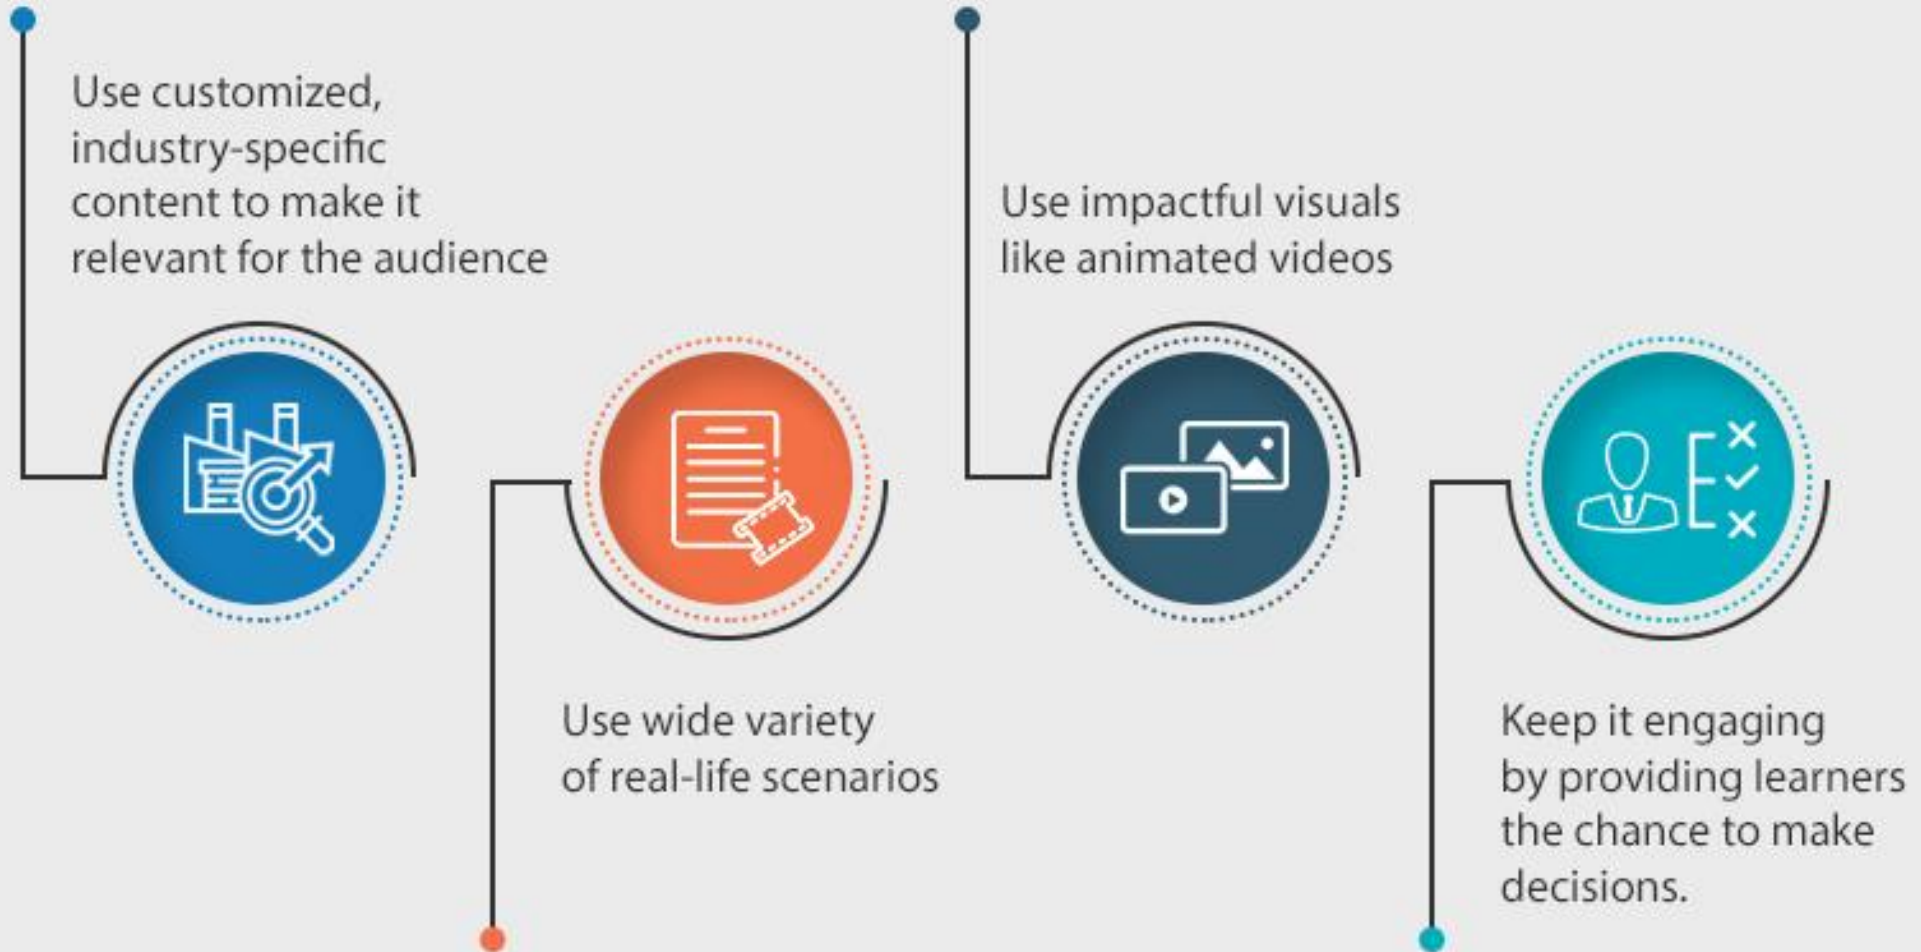 Use customized,
industry-specific
content to make it
relevant for the audience
Use wide variety
of real-life scenarios
Use impactful visuals
like animated videos
Keep it engaging
by providing learners
the chance to make
decisions.